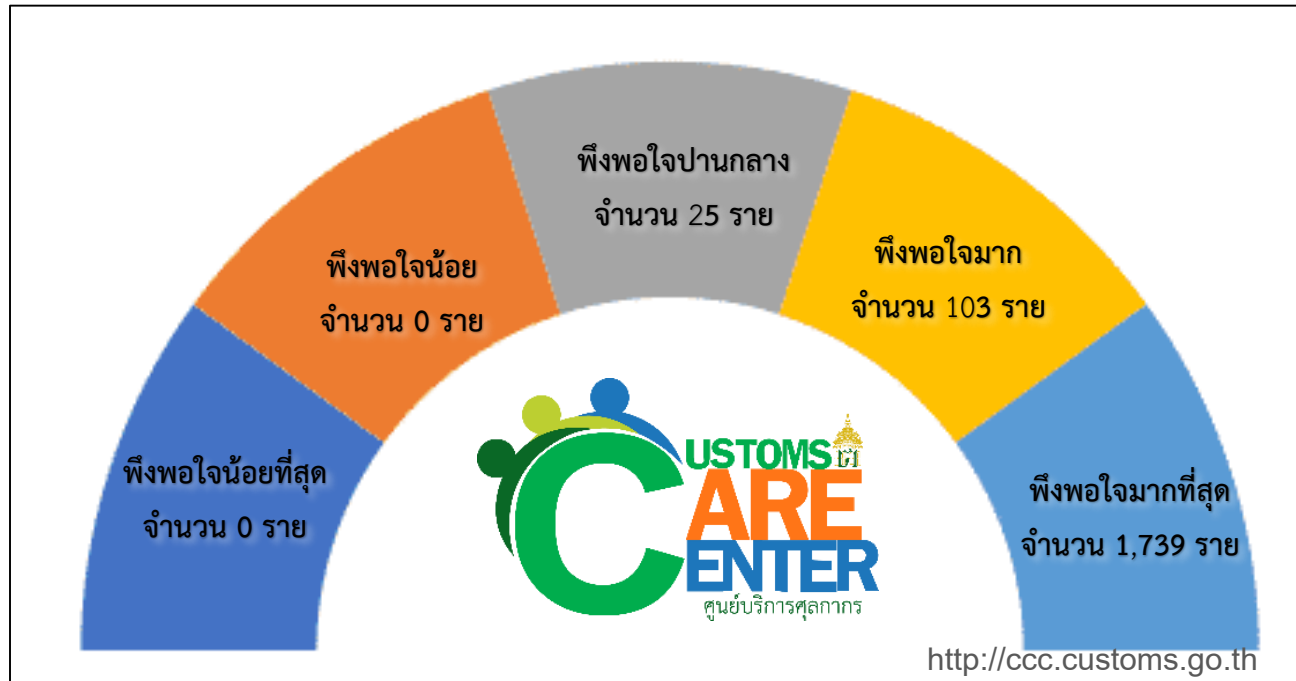 พึงพอใจปานกลาง
จำนวน 25 ราย
พึงพอใจน้อย
จำนวน 0 ราย
พึงพอใจมาก
จำนวน 103 ราย
พึงพอใจน้อยที่สุด
จำนวน 0 ราย
พึงพอใจมากที่สุด
จำนวน 1,739 ราย
CUSTOMS
CARE
CENTER
ศูนย์บริการศุลกากร
http://ccc.customs.go.th